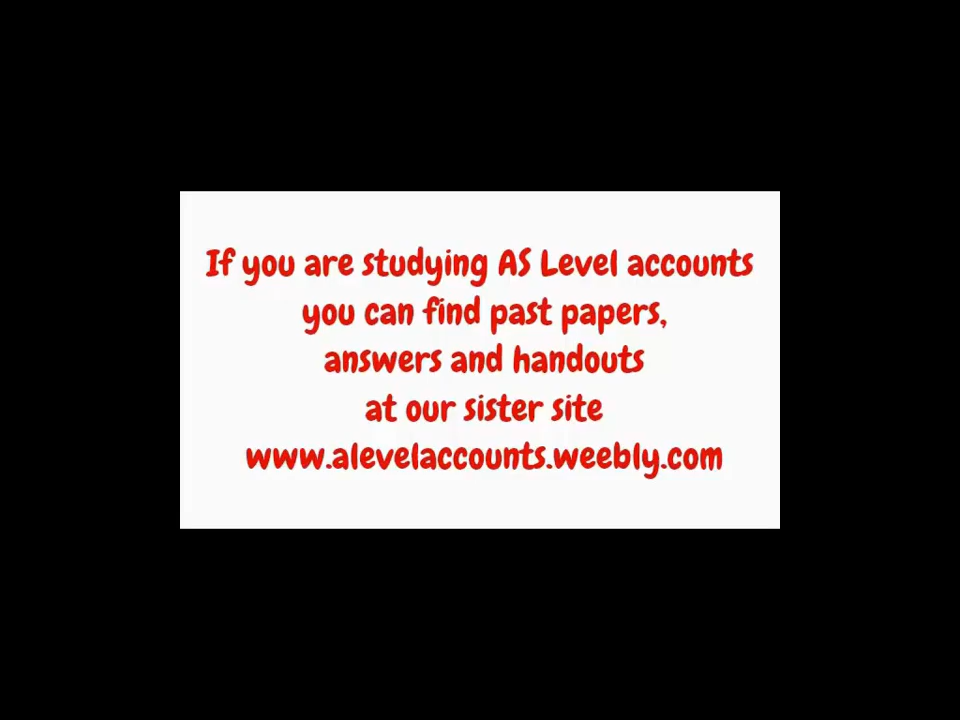 If you are studying AS Level accounts
you can find past papers,
answers and handouts
at our sister site
www.alevelaccounts.weebly.com